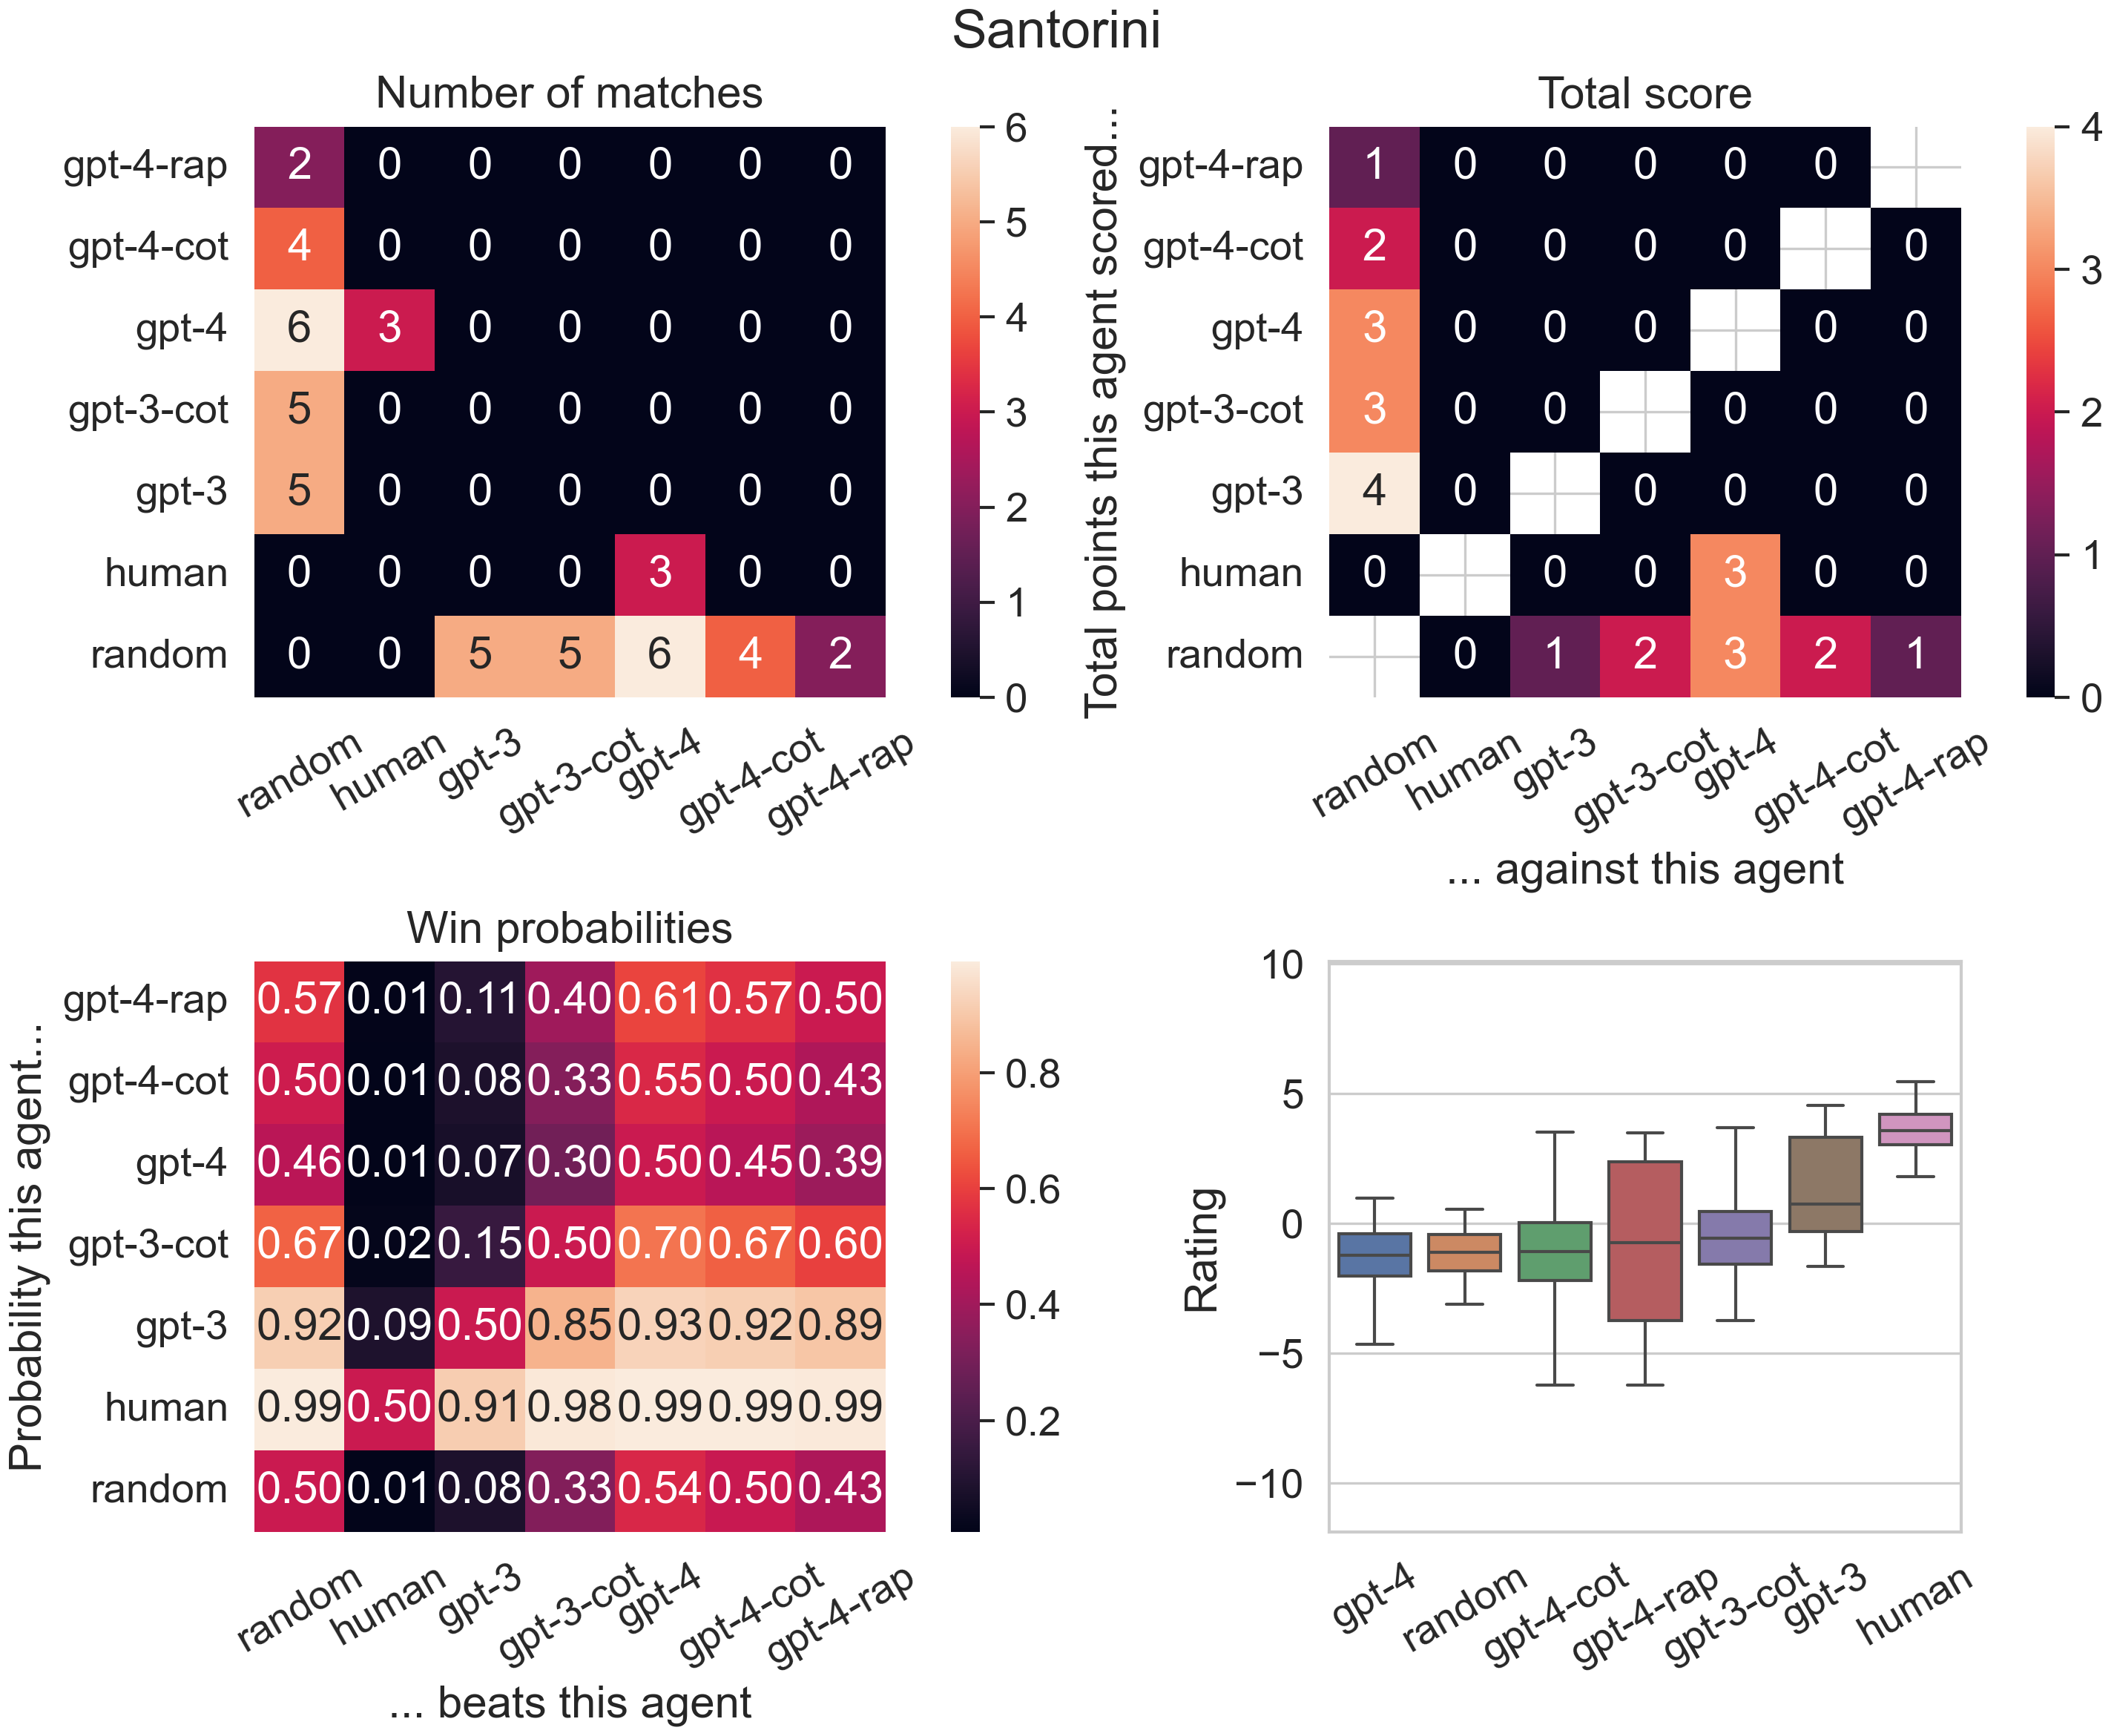 Santorini
Number of matches
gpt-4-rap 2 0 0 0 0 0 0
gpt-4-cot 4 0 0 0 0 0 0
gpt-4 6 3 0 0 0 0 0
gpt-3-cot 5 0 0 0 0 0 0
gpt-3 5 0 0 0 0 0 0
human 0 0 0 0 3 0 0
random 0 0 5 5 6 4 2
random human gpt-3 gpt-3-cot gpt-4 gpt-4-cot gpt-4-rap
6
5
4
3
2
1
0
Total score
Total points this agent scored...
gpt-4-rap 1 0 0 0 0 0
gpt-4-cot 2 0 0 0 0 0
gpt-4 3 0 0 0 0 0
gpt-3-cot 3 0 0 0 0 0
gpt-3 4 0 0 0 0 0
human 0 0 0 3 0 0
random 0 1 2 3 2 1
random human gpt-3 gpt-3-cot gpt-4 gpt-4-cot gpt-4-rap
... against this agent
4
3
2
1
0
Win probabilities
Probability this agent...
gpt-4-rap 0.57 0.01 0.11 0.40 0.61 0.57 0.50
gpt-4-cot 0.50 0.01 0.08 0.33 0.55 0.50 0.43
gpt-4 0.46 0.01 0.07 0.30 0.50 0.45 0.39
gpt-3-cot 0.67 0.02 0.15 0.50 0.70 0.67 0.60
gpt-3 0.92 0.09 0.50 0.85 0.93 0.92 0.89
human 0.99 0.50 0.91 0.98 0.99 0.99 0.99
random 0.50 0.01 0.08 0.33 0.54 0.50 0.43
random human gpt-3 gpt-3-cot gpt-4 gpt-4-cot gpt-4-rap
... beats this agent
0.8
0.6
0.4
0.2
Rating
10
5
0
−5
−10
gpt-4 random gpt-4-cot gpt-4-rap gpt-3-cot gpt-3 human